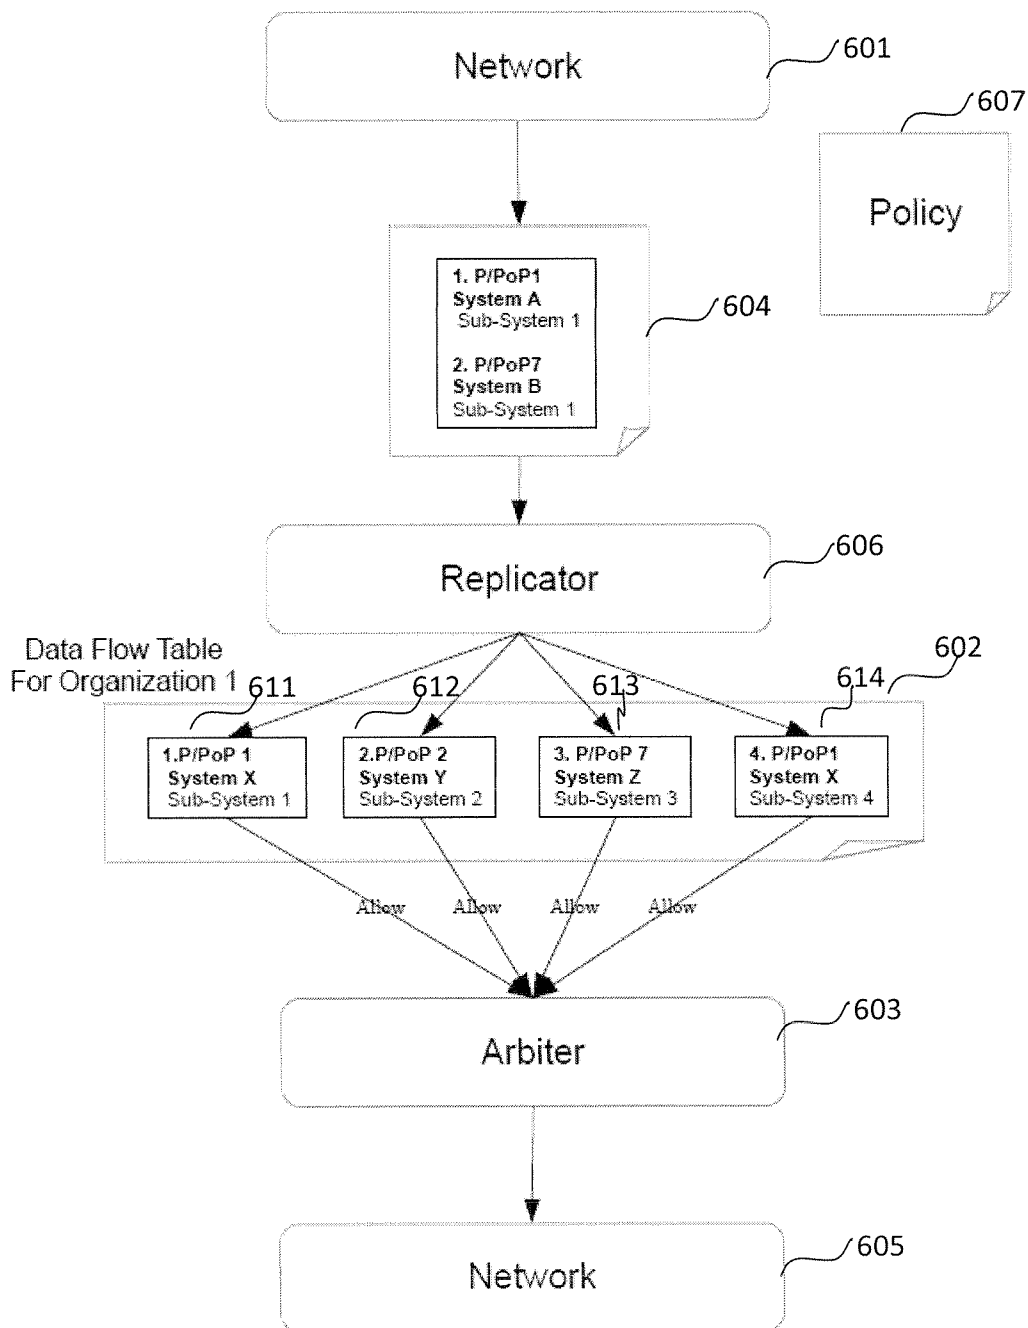 Network
601
607
Policy
1. P/PoP1
System A
Sub-System 1
2. P/PoP7
System B
Sub-System 1
604
Replicator
606
Data Flow Table
For Organization 1
602
611
612
613
614
1.P/PoP 1
System X
Sub-System 1
2.P/PoP 2
System Y
Sub-System 2
3. P/PoP 7
System Z
Sub-System 3
4. P/PoP1
System X
Sub-System 4
Allow
Allow
Allow
Allow
Arbiter
603
Network
605